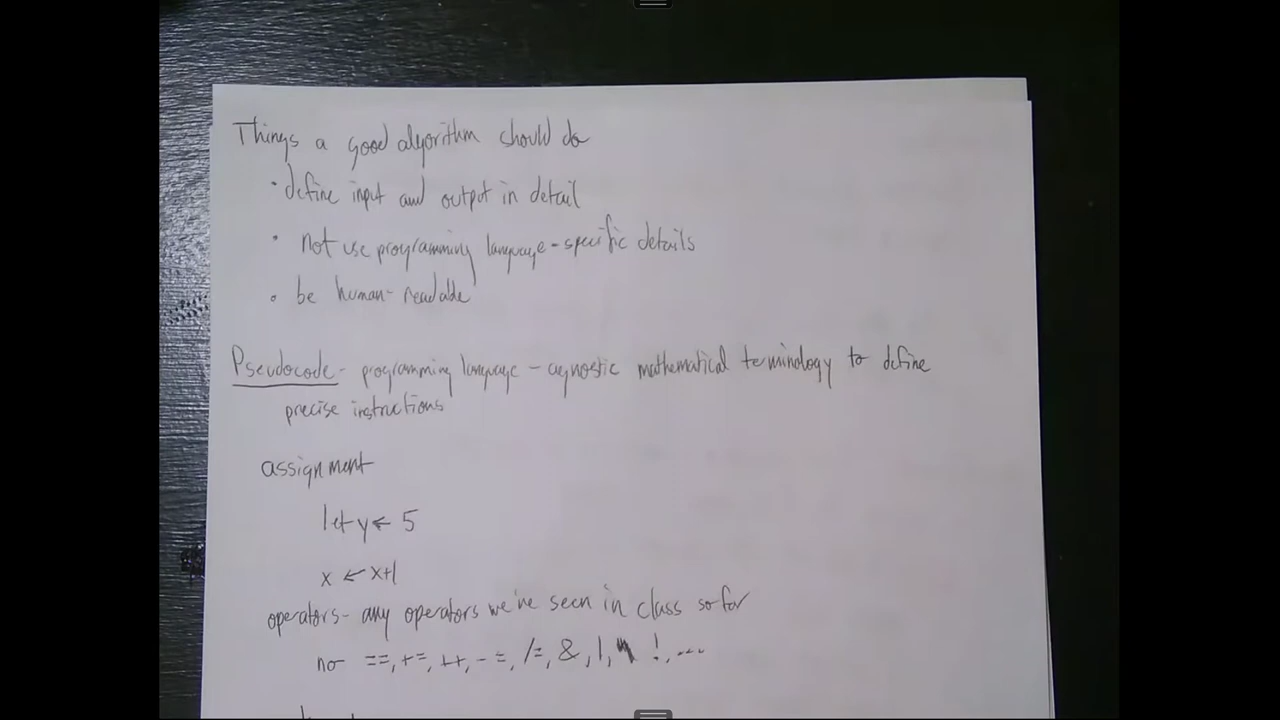 Things a good algorithm should do
· define input and output in detail
· not use programming language-specific details
· be human-readable
Pseudocode - programming language-agnostic mathematical terminology to define
precise instructions
assignment
let y ← 5
x ← x+1
operators - any operators we've seen in class so far
no ==, +=, ++, -=, /=, &, |, !, ...